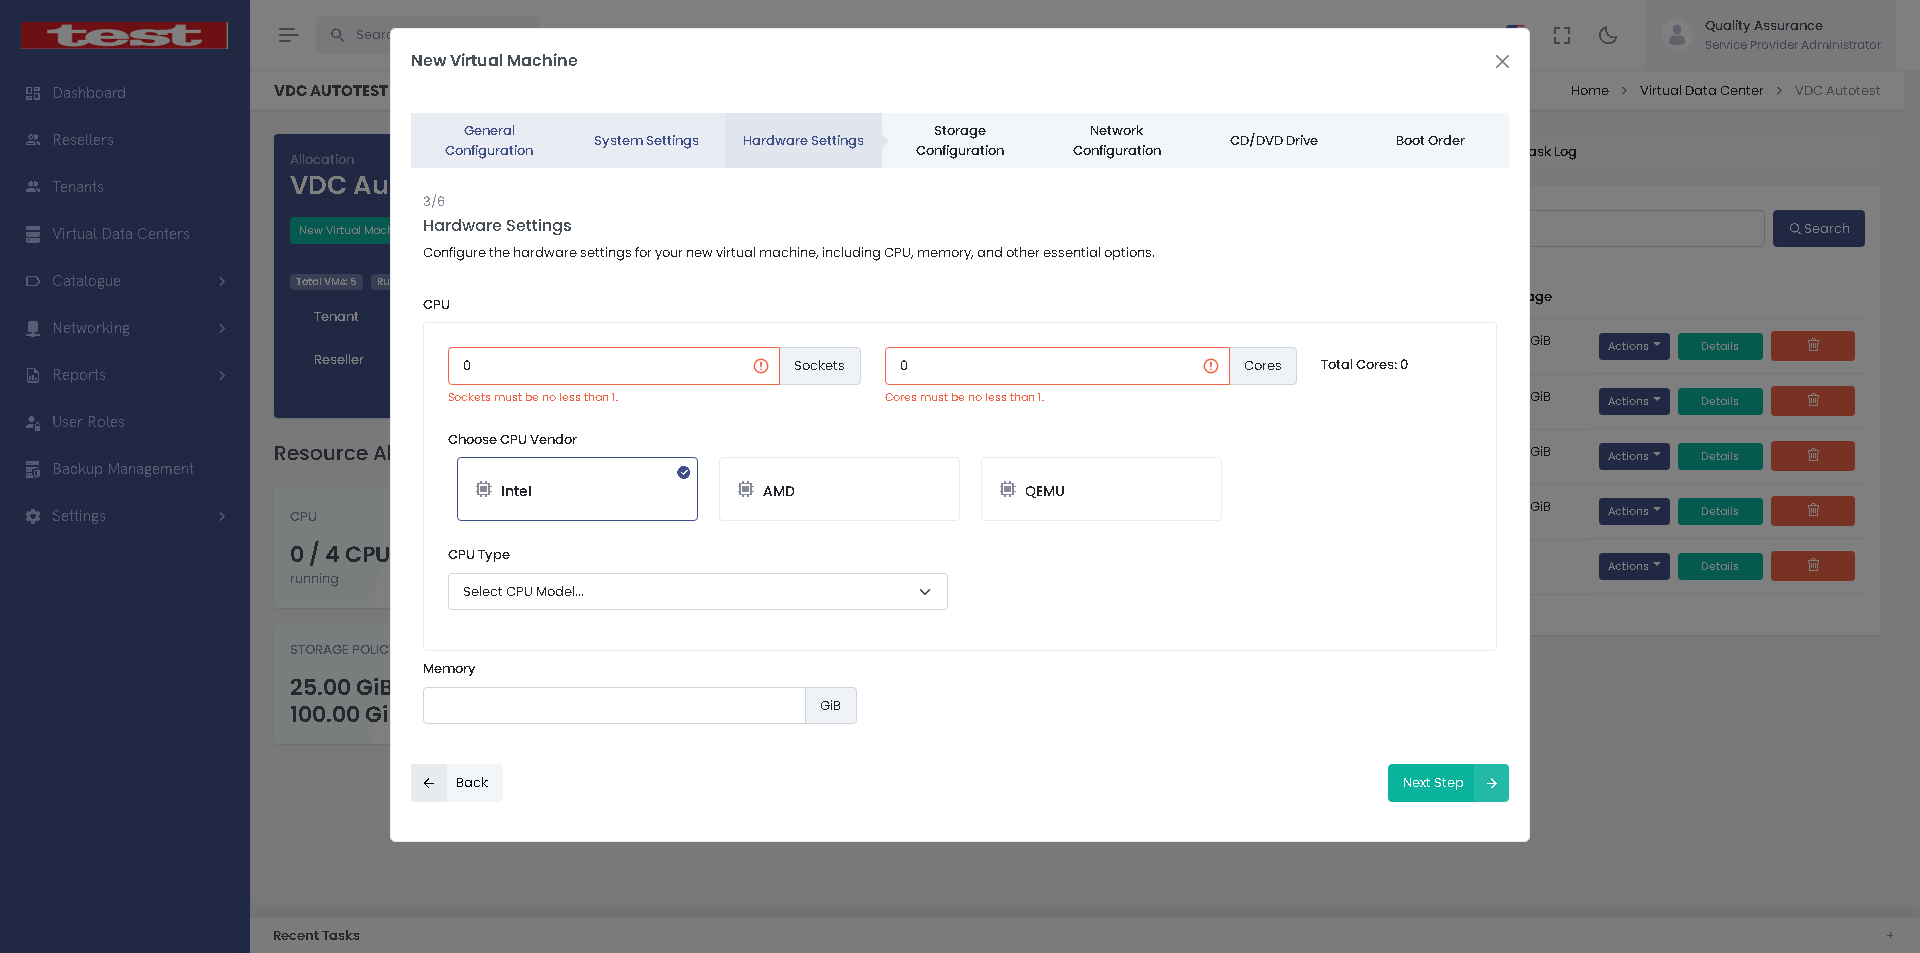 test
Dashboard
Resellers
Tenants
Virtual Data Centers
Catalogue
Networking
Reports
User Roles
Backup Management
Settings
Quality Assurance
Service Provider Administrator
VDC AUTOTEST
Home > Virtual Data Center > VDC Autotest
Allocation
VDC Au
New Virtual Mach
Total VMs: 5
Ru
Tenant
Reseller
Resource Al
CPU
0 / 4 CPU
running
STORAGE POLIC
25.00 GiB
100.00 Gi
New Virtual Machine
General
Configuration
System Settings
Hardware Settings
Storage
Configuration
Network
Configuration
CD/DVD Drive
Boot Order
3/6
Hardware Settings
Configure the hardware settings for your new virtual machine, including CPU, memory, and other essential options.
CPU
0 Sockets
0 Cores
Total Cores: 0
Sockets must be no less than 1.
Cores must be no less than 1.
Choose CPU Vendor
Intel
AMD
QEMU
CPU Type
Select CPU Model...
Memory
GiB
Back
Next Step
ask Log
Search
age
GiB Actions Details
GiB Actions Details
GiB Actions Details
GiB Actions Details
Actions Details
Recent Tasks
+